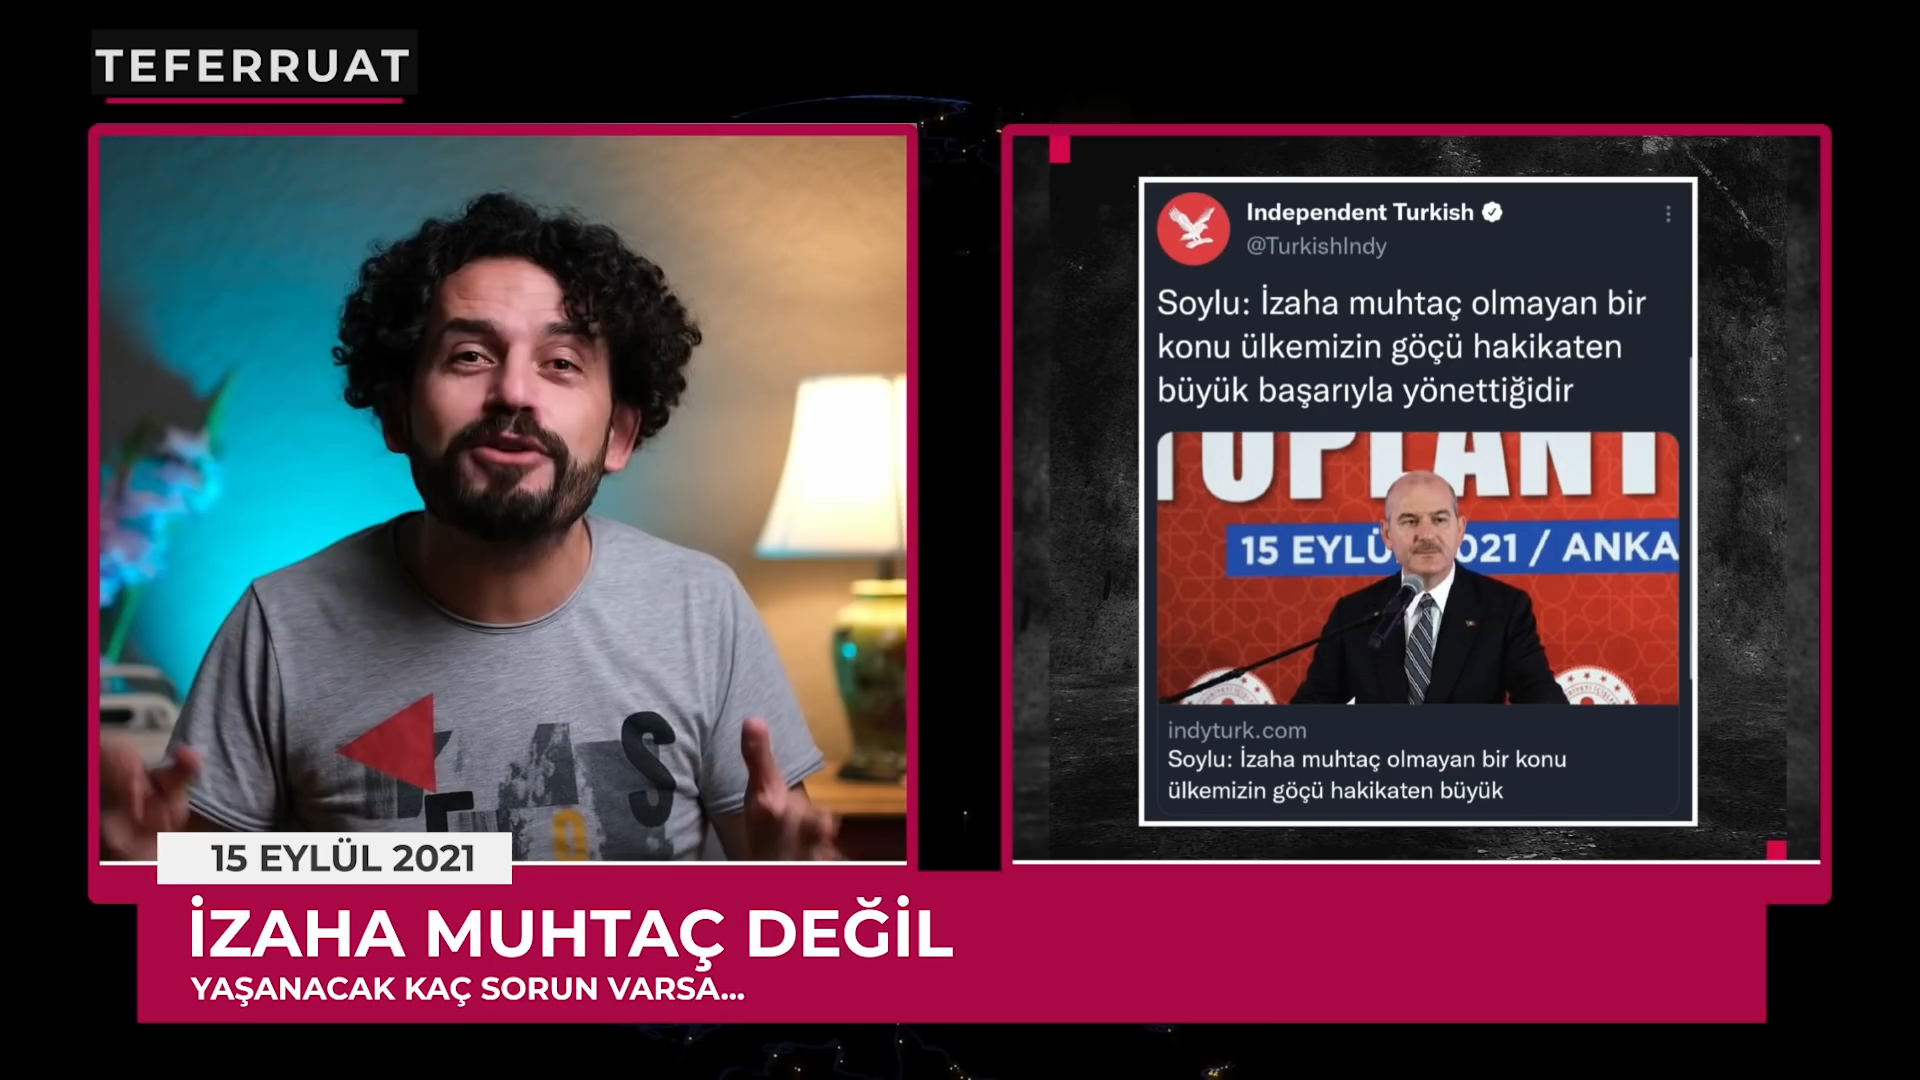 TEFERRUAT
Independent Turkish
@TurkishIndy
Soylu: İzaha muhtaç olmayan bir
konu ülkemizin göçü hakikaten
büyük başarıyla yönettiğidir
TOPLANT
15 EYLÜ 021 / ANKA
indyturk.com
Soylu: İzaha muhtaç olmayan bir konu
ülkemizin göçü hakikaten büyük
15 EYLÜL 2021
İZAHA MUHTAÇ DEĞİL
YAŞANACAK KAÇ SORUN VARSA...